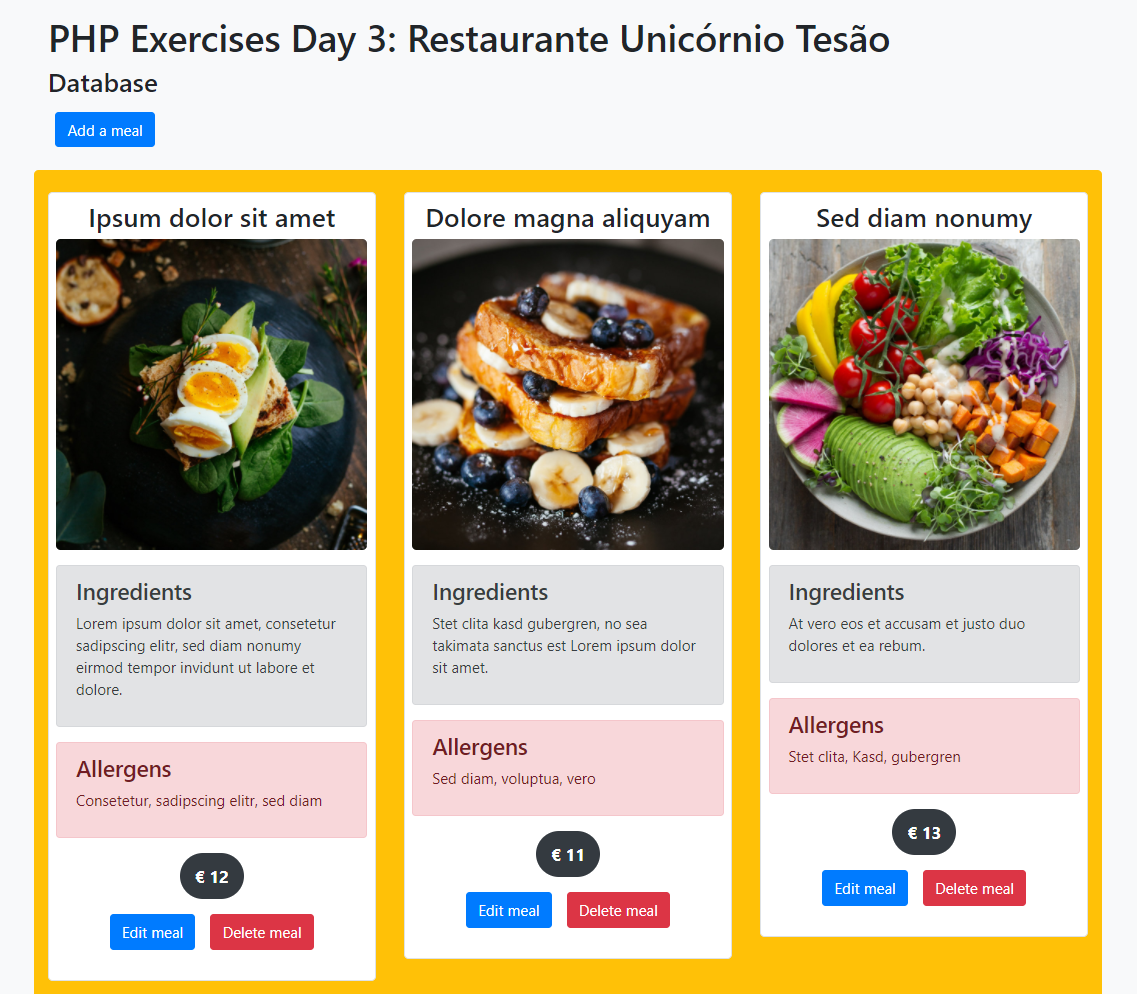 PHP Exercises Day 3: Restaurante Unicórnio Tesão
Database
Add a meal
Ipsum dolor sit amet
Ingredients
Lorem ipsum dolor sit amet, consetetur
sadipscing elitr, sed diam nonumy
eirmod tempor invidunt ut labore et
dolore.
Allergens
Consetetur, sadipscing elitr, sed diam
€ 12
Edit meal
Delete meal
Dolore magna aliquyam
Ingredients
Stet clita kasd gubergren, no sea
takimata sanctus est Lorem ipsum dolor
sit amet.
Allergens
Sed diam, voluptua, vero
€ 11
Edit meal
Delete meal
Sed diam nonumy
Ingredients
At vero eos et accusam et justo duo
dolores et ea rebum.
Allergens
Stet clita, Kasd, gubergren
€ 13
Edit meal
Delete meal